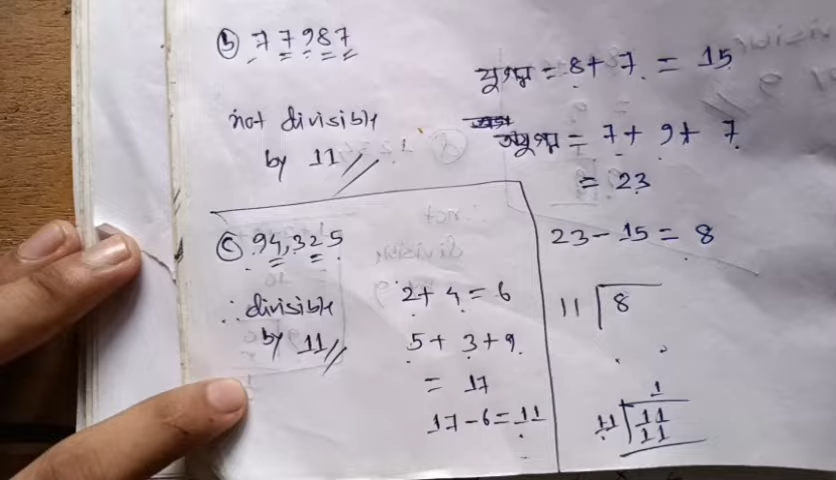 ⓑ 77987
not divisible
by 11
যুগ্ম = 8 + 7 = 15
অযুগ্ম = 7 + 9 + 7
= 23
23 - 15 = 8
11 8
ⓒ 94,325
∴ divisible
by 11
2 + 4 = 6
5 + 3 + 9
= 17
17 - 6 = 11
1
11 11
11